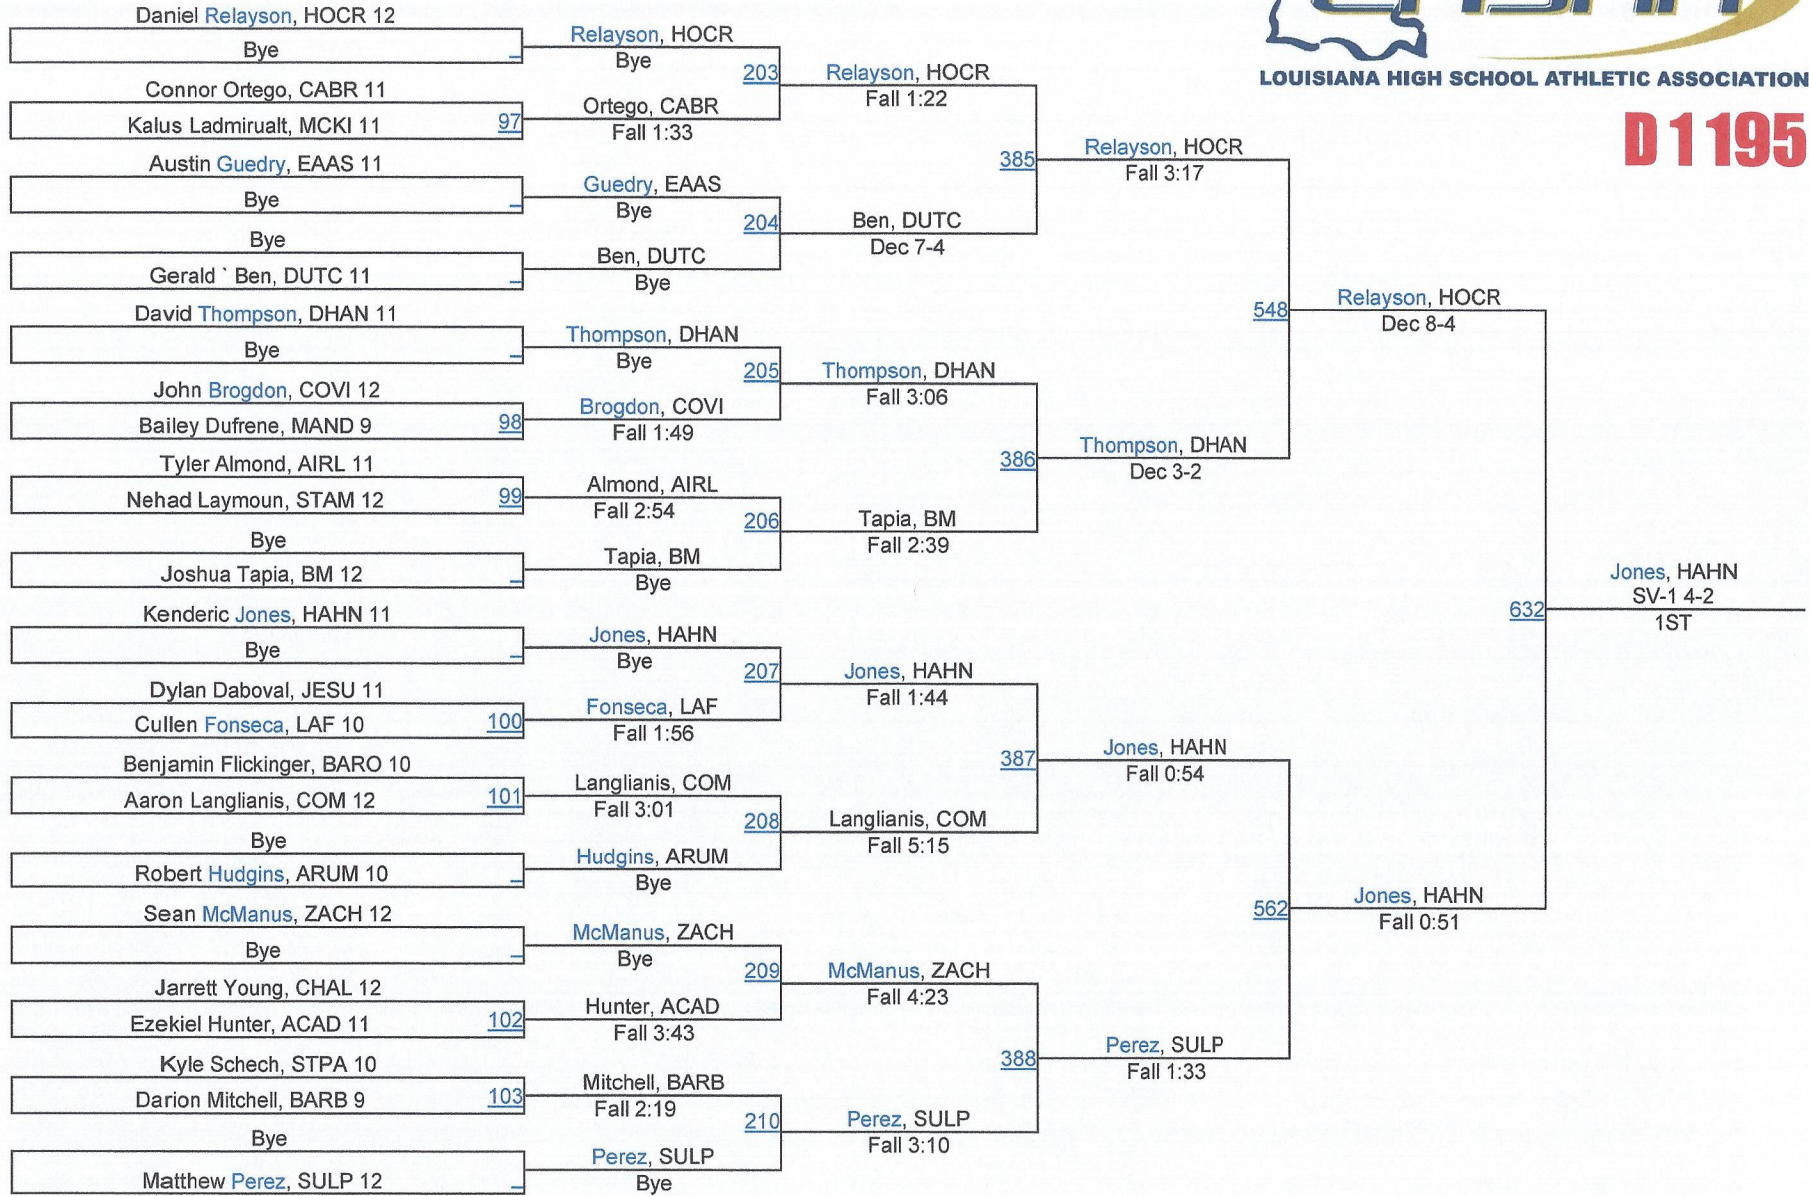 Daniel Relayson, HOCR 12
Bye
Connor Ortego, CABR 11
Kalus Ladmirualt, MCKI 11
97
Austin Guedry, EAAS 11
Bye
Bye
Gerald ` Ben, DUTC 11
David Thompson, DHAN 11
Bye
John Brogdon, COVI 12
Bailey Dufrene, MAND 9
98
Tyler Almond, AIRL 11
Nehad Laymoun, STAM 12
99
Bye
Joshua Tapia, BM 12
Kenderic Jones, HAHN 11
Bye
Dylan Daboval, JESU 11
Cullen Fonseca, LAF 10
100
Benjamin Flickinger, BARO 10
Aaron Langlianis, COM 12
101
Bye
Robert Hudgins, ARUM 10
Sean McManus, ZACH 12
Bye
Jarrett Young, CHAL 12
Ezekiel Hunter, ACAD 11
102
Kyle Schech, STPA 10
Darion Mitchell, BARB 9
103
Bye
Matthew Perez, SULP 12
Relayson, HOCR
Bye
203
Ortego, CABR
Fall 1:33
Guedry, EAAS
Bye
204
Ben, DUTC
Bye
Thompson, DHAN
Bye
205
Brogdon, COVI
Fall 1:49
Almond, AIRL
Fall 2:54
206
Tapia, BM
Bye
Jones, HAHN
Bye
207
Fonseca, LAF
Fall 1:56
Langlianis, COM
Fall 3:01
208
Hudgins, ARUM
Bye
McManus, ZACH
Bye
209
Hunter, ACAD
Fall 3:43
Mitchell, BARB
Fall 2:19
210
Perez, SULP
Bye
Relayson, HOCR
Fall 1:22
385
Ben, DUTC
Dec 7-4
Thompson, DHAN
Fall 3:06
386
Tapia, BM
Fall 2:39
Jones, HAHN
Fall 1:44
387
Langlianis, COM
Fall 5:15
McManus, ZACH
Fall 4:23
388
Perez, SULP
Fall 3:10
Relayson, HOCR
Fall 3:17
548
Thompson, DHAN
Dec 3-2
Jones, HAHN
Fall 0:54
562
Perez, SULP
Fall 1:33
Relayson, HOCR
Dec 8-4
632
Jones, HAHN
Fall 0:51
Jones, HAHN
SV-1 4-2
1ST
LOUISIANA HIGH SCHOOL ATHLETIC ASSOCIATION
D1 195